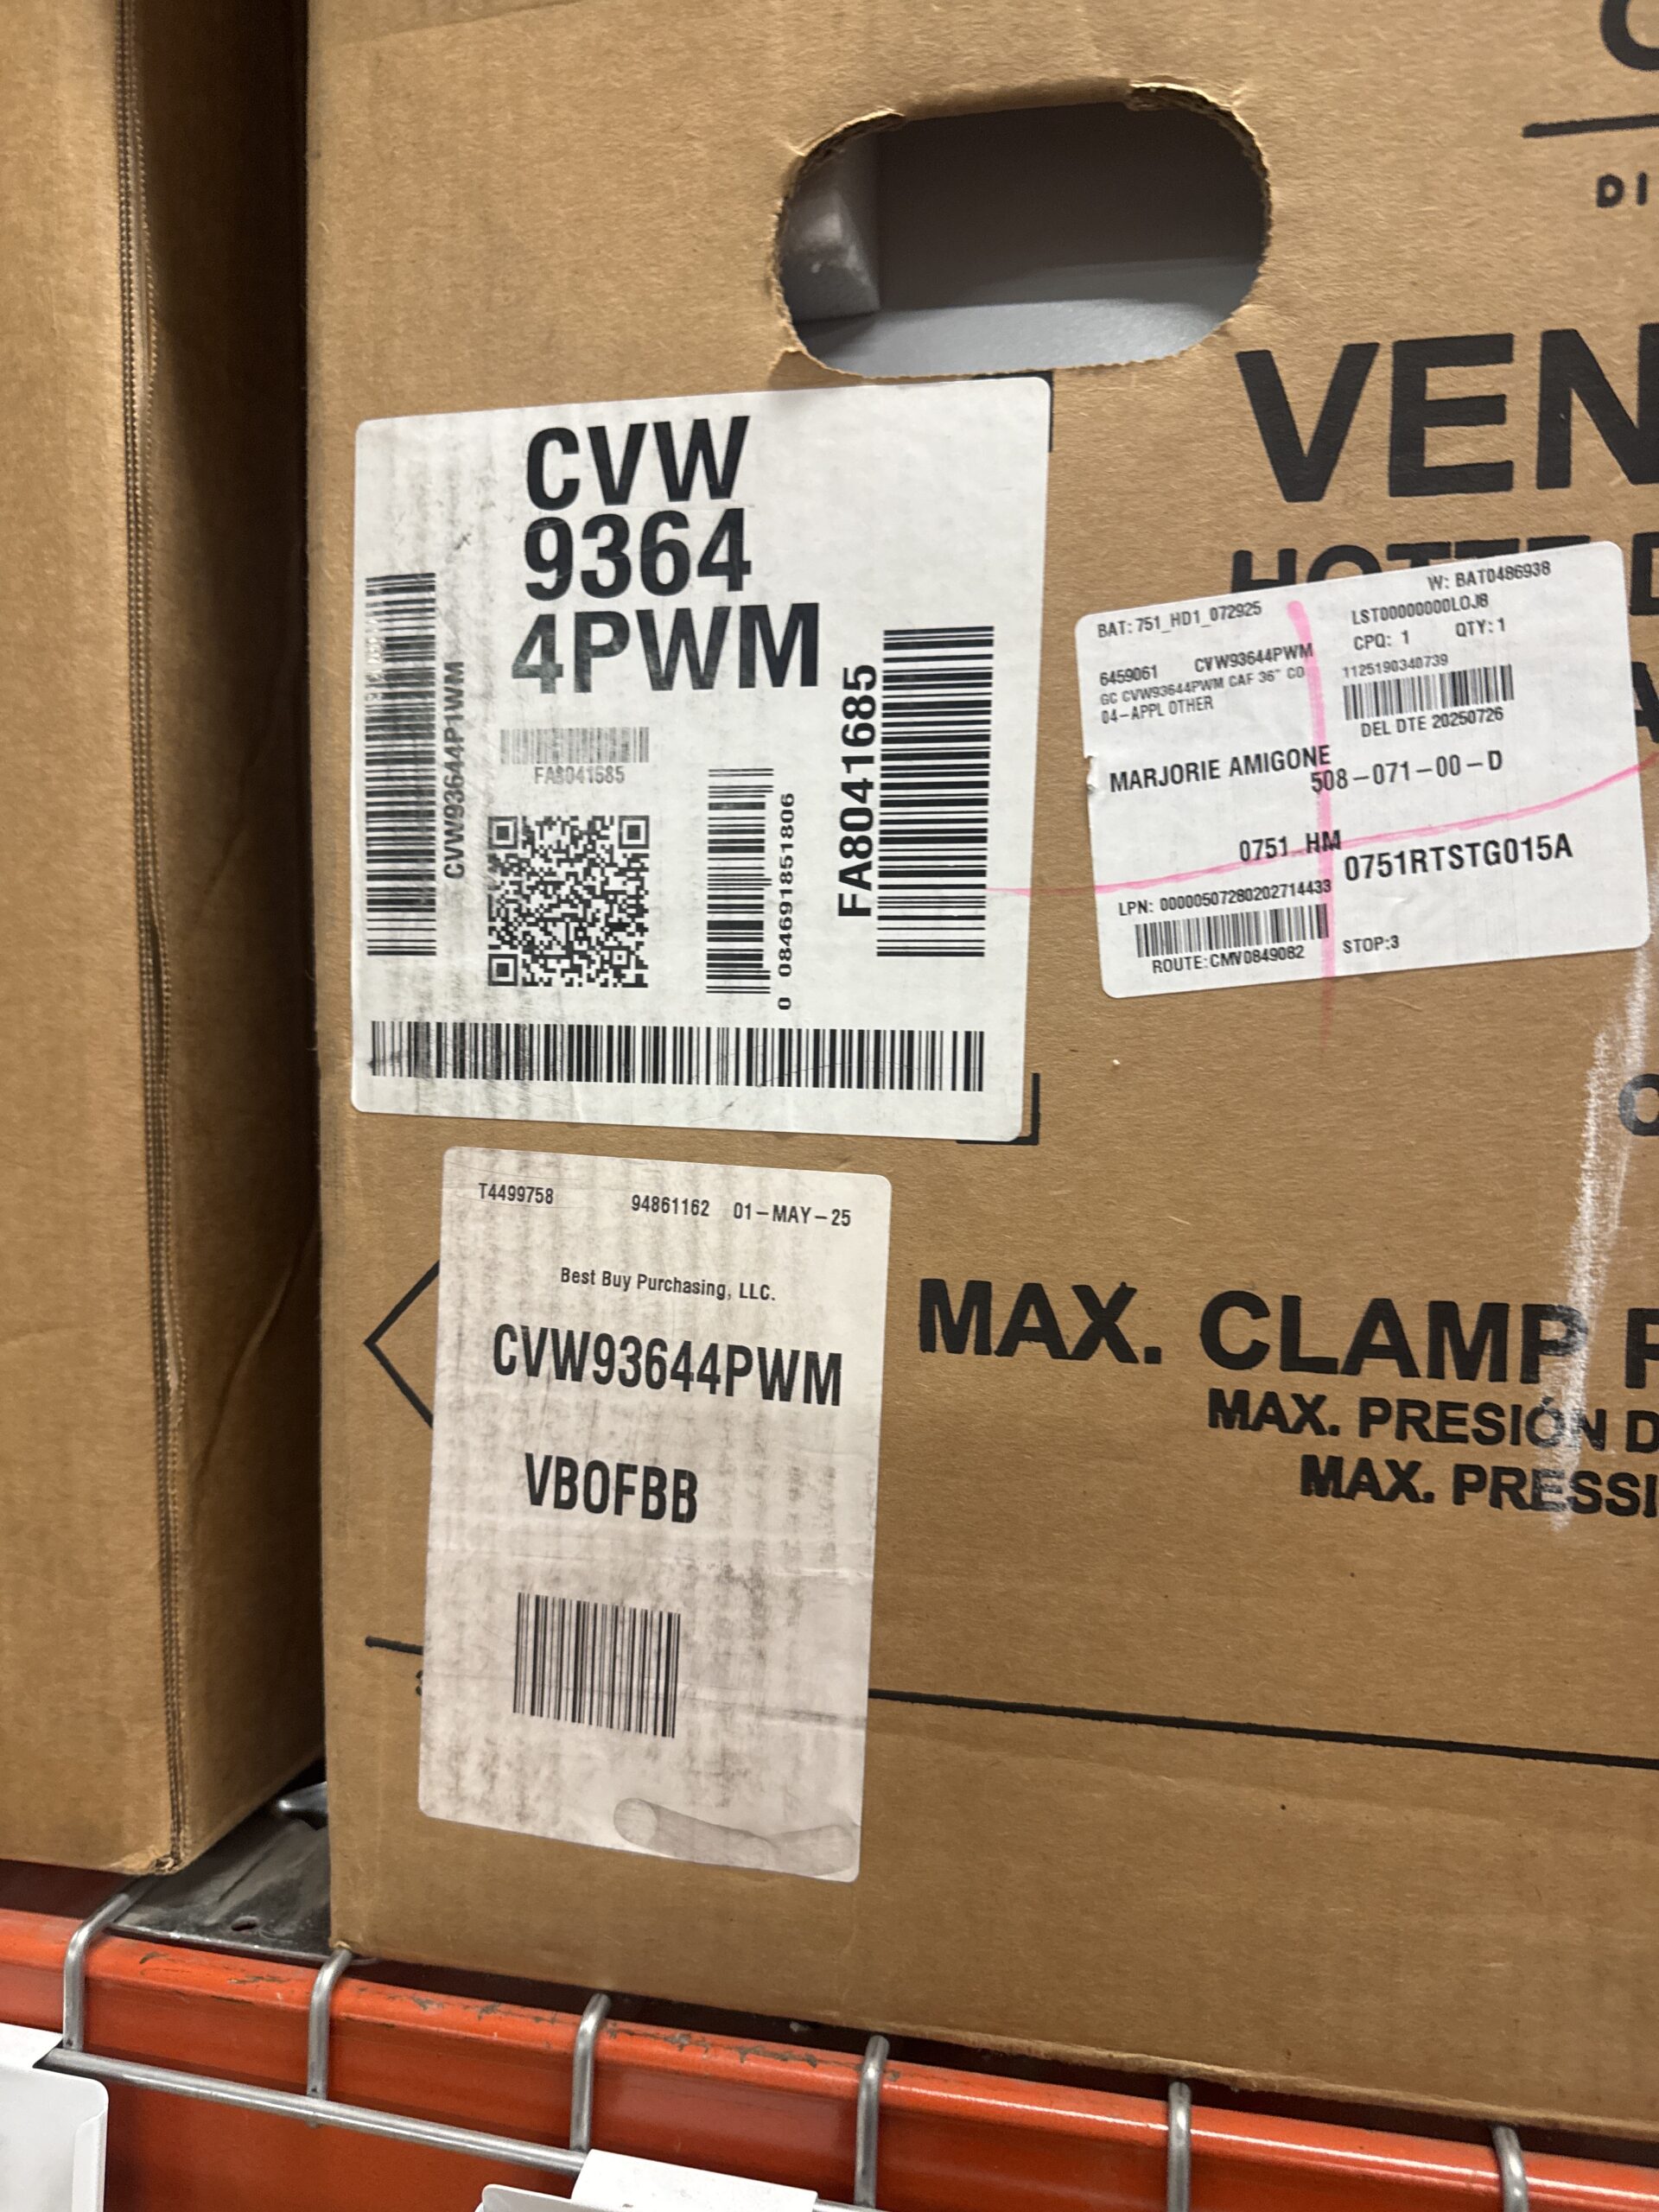 DI
VEN
CVW
9364
4PWM
CVW93644P1WM
FA8041685
FA8041685
0 084691851806
W: BAT0486938
BAT: 751_HD1_072925
LST00000000L0J8
CPQ: 1 QTY: 1
6459061 CVW93644PWM
1125190340739
GC CVW93644PWM CAF 36" CO
04-APPL OTHER
DEL DTE 20250726
MARJORIE AMIGONE
508-071-00-D
0751 HM
0751RTSTG015A
LPN: 00000507280202714433
ROUTE:CMV0849082 STOP:3
T4499758 94861162 01-MAY-25
Best Buy Purchasing, LLC.
CVW93644PWM
VBOFBB
MAX. CLAMP P
MAX. PRESIÓN D
MAX. PRESSI